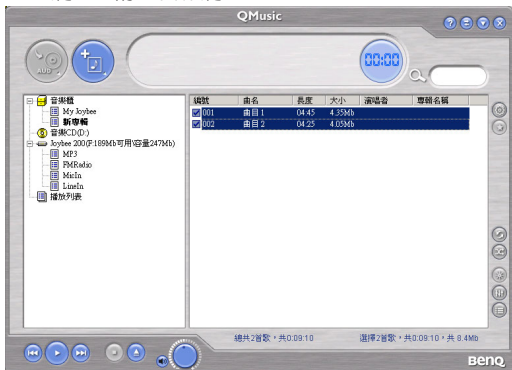 QMusic
AUD
00:00
音樂櫃
My Joybee
新專輯
音樂CD(D:)
Joybee 200(F:189Mb可用\容量247Mb)
MP3
FMRadio
MicIn
LineIn
播放列表
編號 曲名 長度 大小 演唱者 專輯名稱
001 曲目 1 04:45 4.35Mb
002 曲目 2 04:25 4.05Mb
總共2首歌，共0:09:10 選擇2首歌，共0:09:10，共 8.4Mb
BenQ